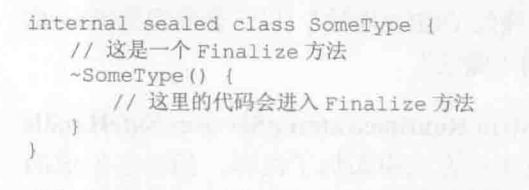 internal sealed class SomeType {
// 这是一个 Finalize 方法
~SomeType() {
// 这里的代码会进入 Finalize 方法
}
}